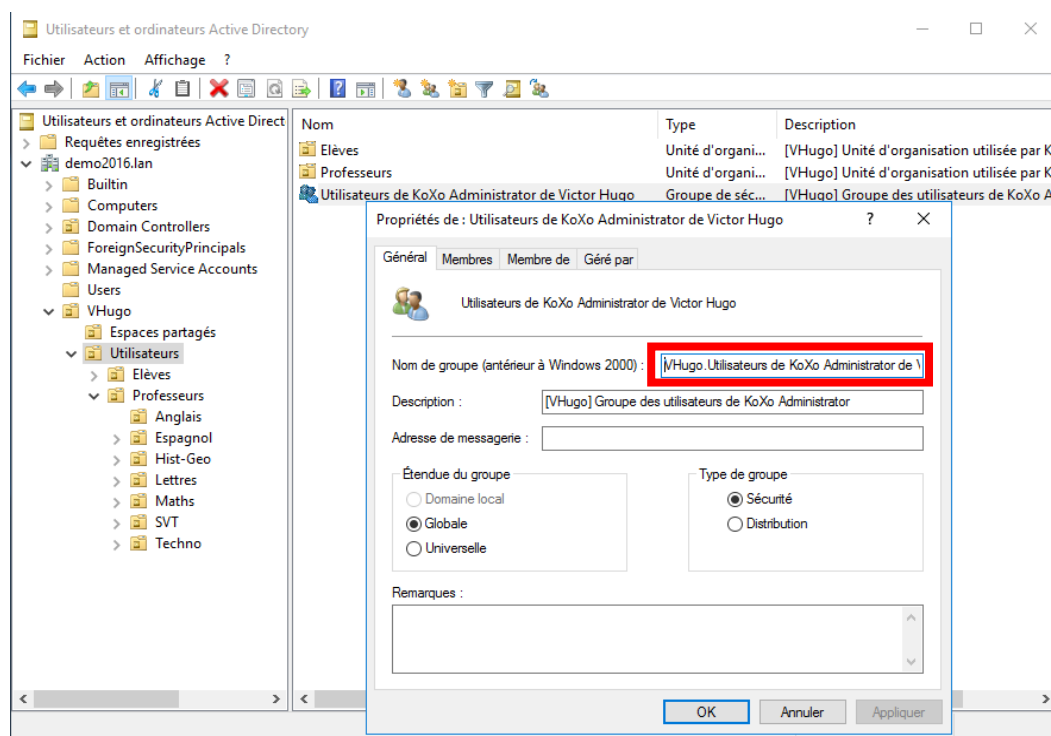 Utilisateurs et ordinateurs Active Directory
Fichier Action Affichage ?
Utilisateurs et ordinateurs Active Direct
Requêtes enregistrées
demo2016.lan
Builtin
Computers
Domain Controllers
ForeignSecurityPrincipals
Managed Service Accounts
Users
VHugo
Espaces partagés
Utilisateurs
Elèves
Professeurs
Anglais
Espagnol
Hist-Geo
Lettres
Maths
SVT
Techno
Nom Type Description
Elèves Unité d'organi... [VHugo] Unité d'organisation utilisée par K
Professeurs Unité d'organi... [VHugo] Unité d'organisation utilisée par K
Utilisateurs de KoXo Administrator de Victor Hugo Groupe de séc... [VHugo] Groupe des utilisateurs de KoXo A
Propriétés de : Utilisateurs de KoXo Administrator de Victor Hugo ?
Général Membres Membre de Géré par
Utilisateurs de KoXo Administrator de Victor Hugo
Nom de groupe (antérieur à Windows 2000) : VHugo.Utilisateurs de KoXo Administrator de V
Description : [VHugo] Groupe des utilisateurs de KoXo Administrator
Adresse de messagerie :
Étendue du groupe
Domaine local
Globale
Universelle
Type de groupe
Sécurité
Distribution
Remarques :
OK Annuler Appliquer